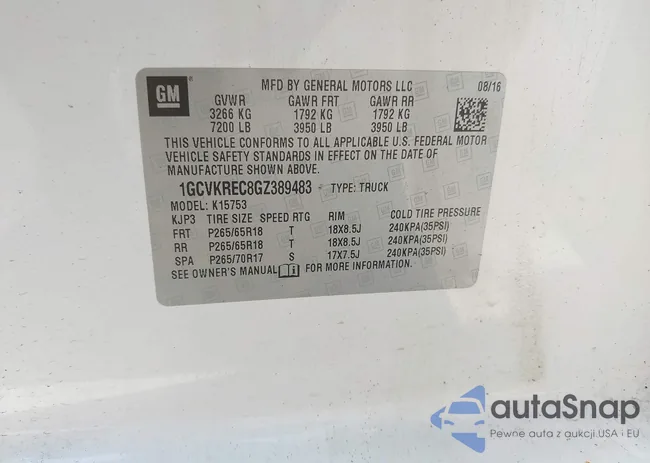 GM
MFD BY GENERAL MOTORS LLC 08/16
GVWR GAWR FRT GAWR RR
3266 KG 1792 KG 1792 KG
7200 LB 3950 LB 3950 LB
THIS VEHICLE CONFORMS TO ALL APPLICABLE U.S. FEDERAL MOTOR
VEHICLE SAFETY STANDARDS IN EFFECT ON THE DATE OF
MANUFACTURE SHOWN ABOVE.
1GCVKREC8GZ389483 TYPE: TRUCK
MODEL: K15753
KJP3 TIRE SIZE SPEED RTG RIM COLD TIRE PRESSURE
FRT P265/65R18 T 18X8.5J 240KPA(35PSI)
RR P265/65R18 T 18X8.5J 240KPA(35PSI)
SPA P265/70R17 S 17X7.5J 240KPA(35PSI)
SEE OWNER'S MANUAL FOR MORE INFORMATION.
autaSnap
Pewne auta z aukcji USA i EU